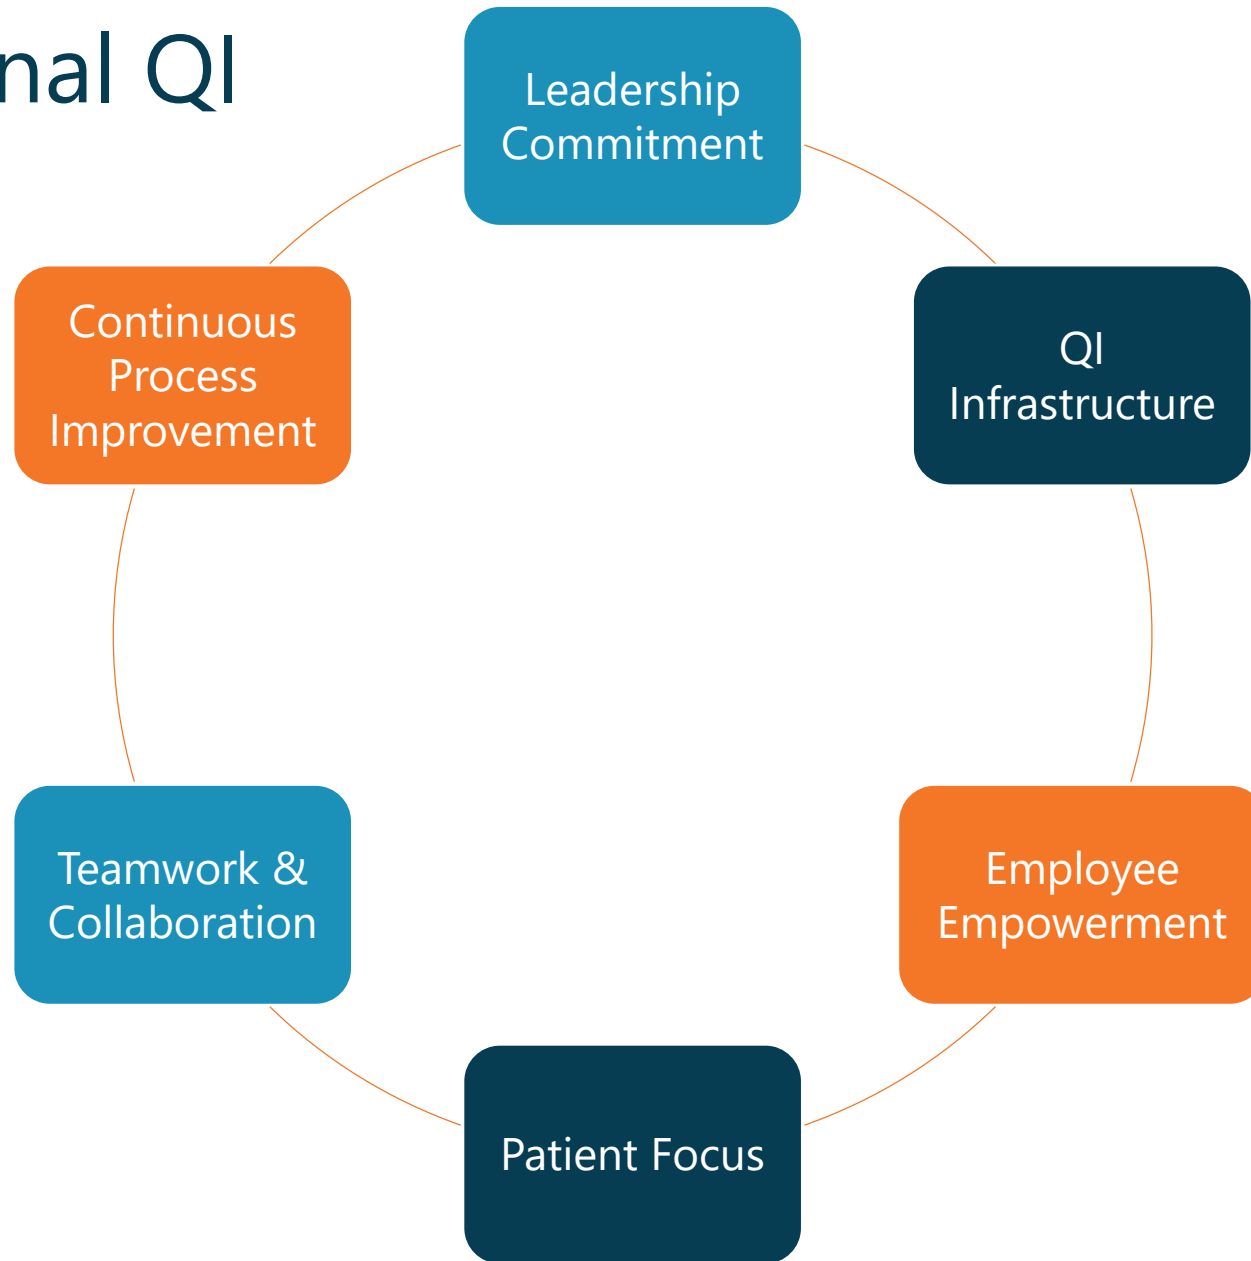 nal QI
Leadership
Commitment
QI
Infrastructure
Employee
Empowerment
Patient Focus
Teamwork &
Collaboration
Continuous
Process
Improvement